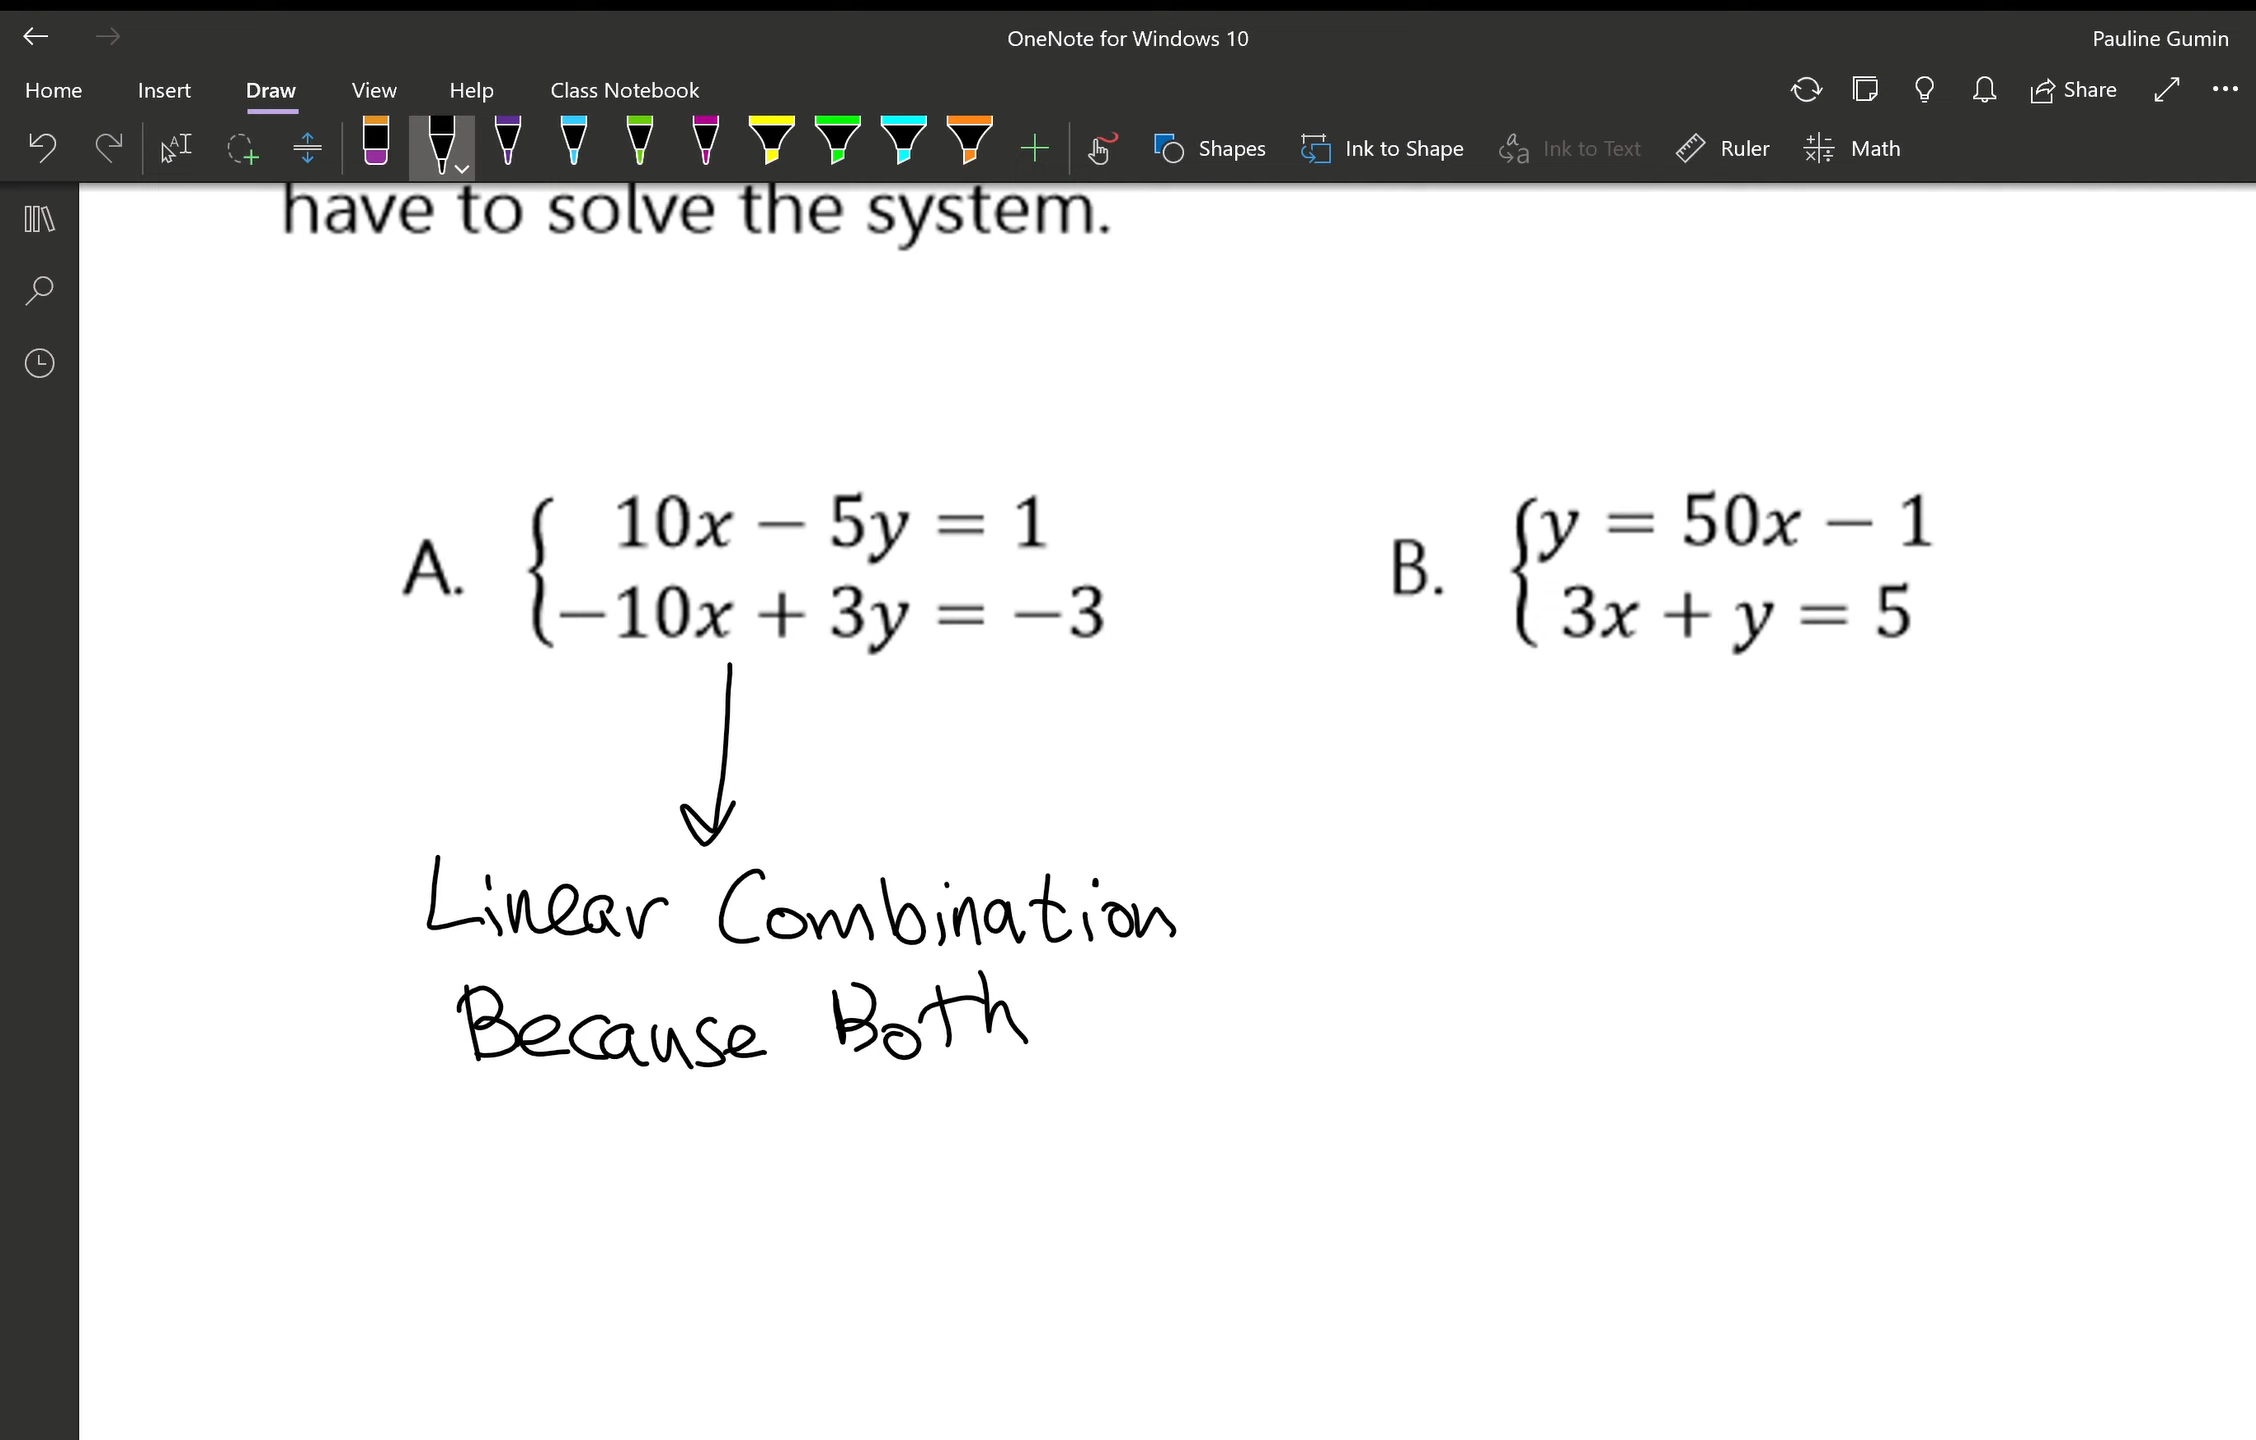 OneNote for Windows 10
Pauline Gumin
Home Insert Draw View Help Class Notebook
Share
Shapes Ink to Shape Ink to Text Ruler Math
have to solve the system.
A. { 10x − 5y = 1
−10x + 3y = −3
B. { y = 50x − 1
3x + y = 5
Linear Combination
Because Both